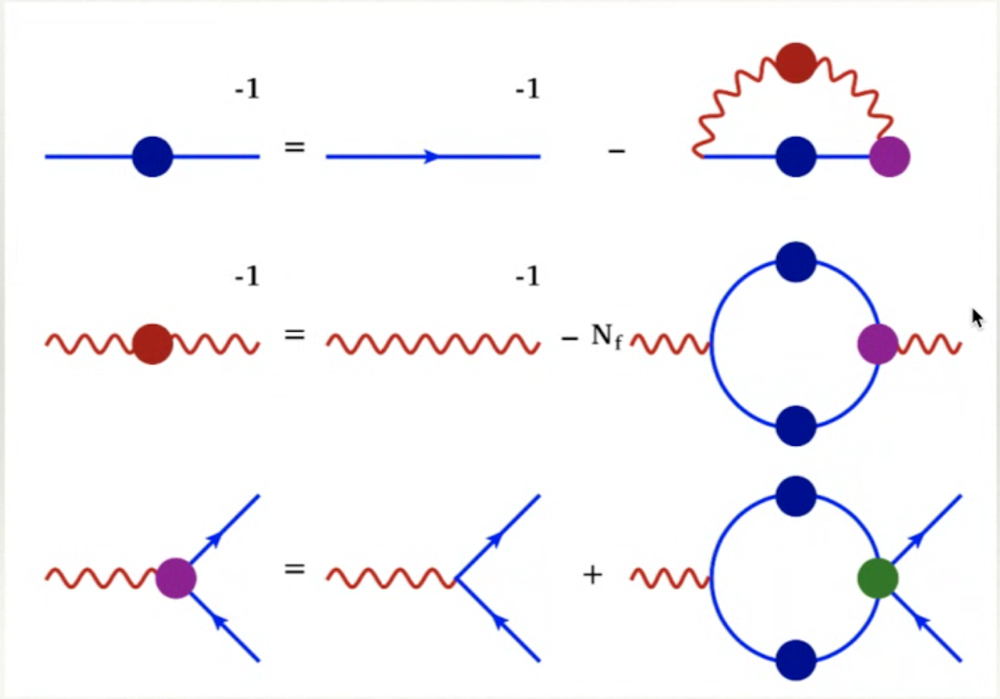 -1 -1
= −
-1 -1
= − N_f
= +